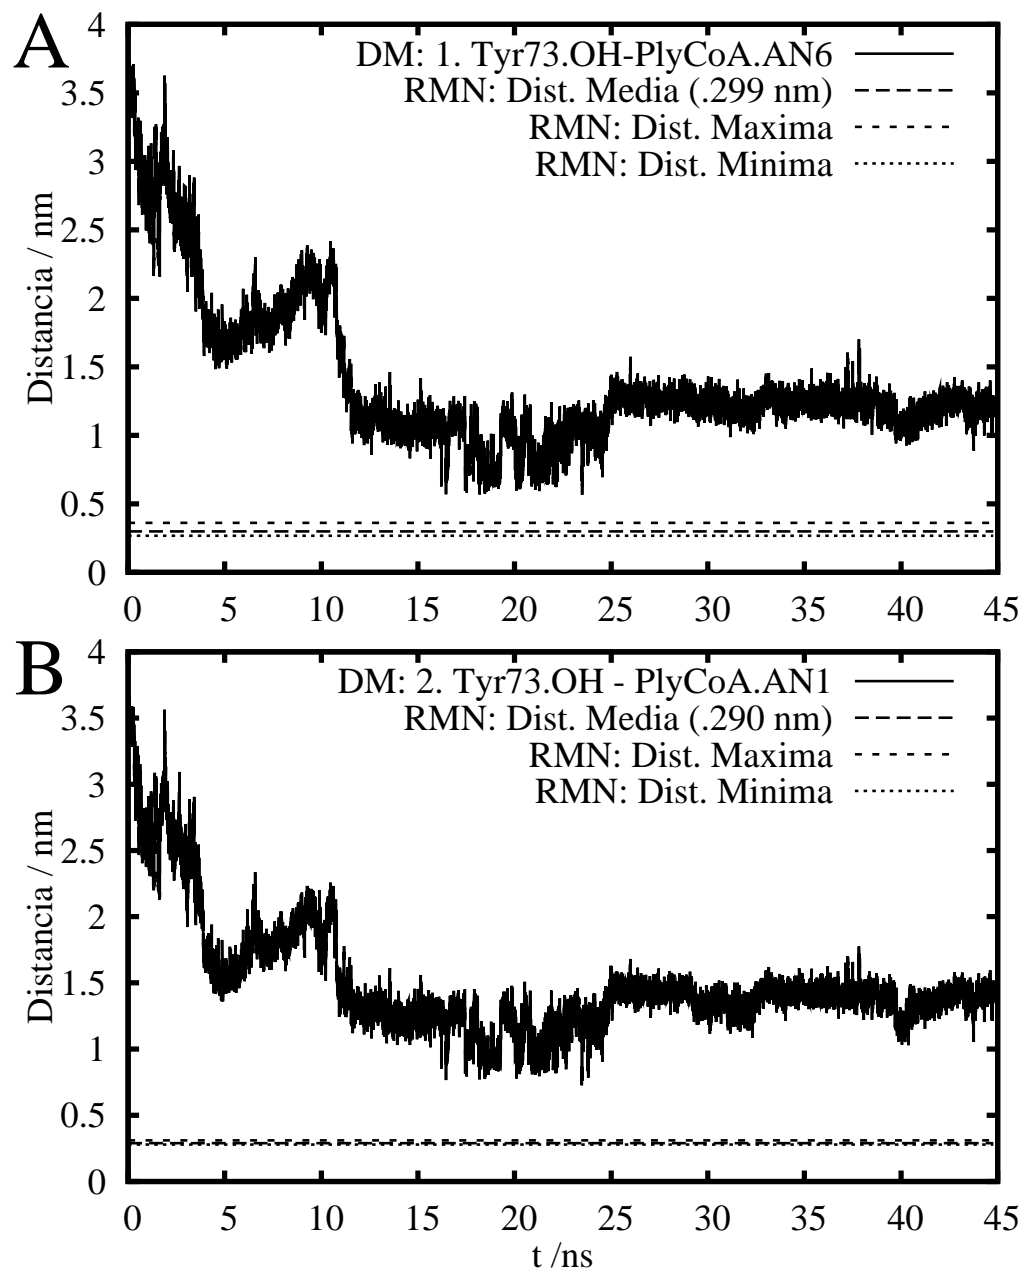 A
DM: 1. Tyr73.OH-PlyCoA.AN6
RMN: Dist. Media (.299 nm)
RMN: Dist. Maxima
RMN: Dist. Minima
Distancia / nm
4
3.5
3
2.5
2
1.5
1
0.5
0
0 5 10 15 20 25 30 35 40 45
B
DM: 2. Tyr73.OH - PlyCoA.AN1
RMN: Dist. Media (.290 nm)
RMN: Dist. Maxima
RMN: Dist. Minima
Distancia / nm
4
3.5
3
2.5
2
1.5
1
0.5
0
0 5 10 15 20 25 30 35 40 45
t /ns